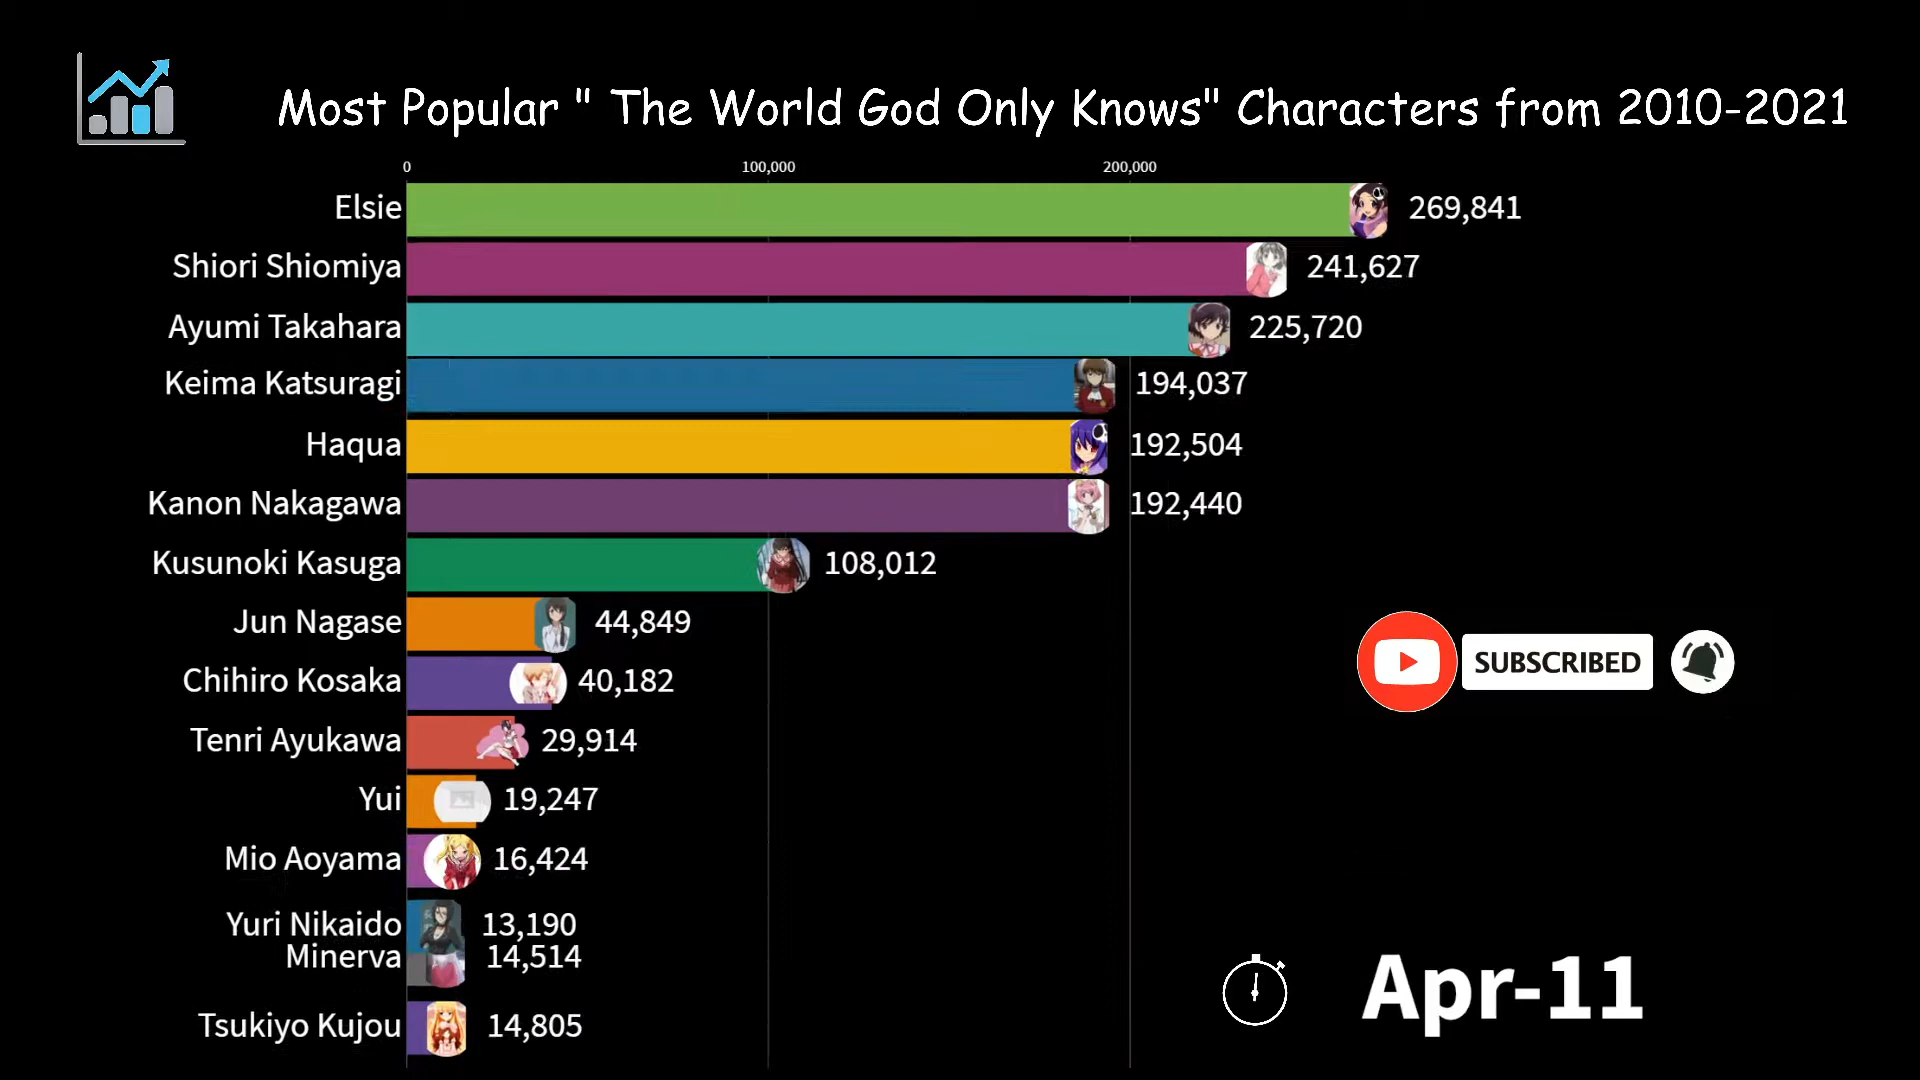 Most Popular " The World God Only Knows" Characters from 2010-2021
0 100,000 200,000
Elsie 269,841
Shiori Shiomiya 241,627
Ayumi Takahara 225,720
Keima Katsuragi 194,037
Haqua 192,504
Kanon Nakagawa 192,440
Kusunoki Kasuga 108,012
Jun Nagase 44,849
Chihiro Kosaka 40,182
SUBSCRIBED
Tenri Ayukawa 29,914
Yui 19,247
Mio Aoyama 16,424
Yuri Nikaido 13,190
Minerva 14,514
Tsukiyo Kujou 14,805
Apr-11